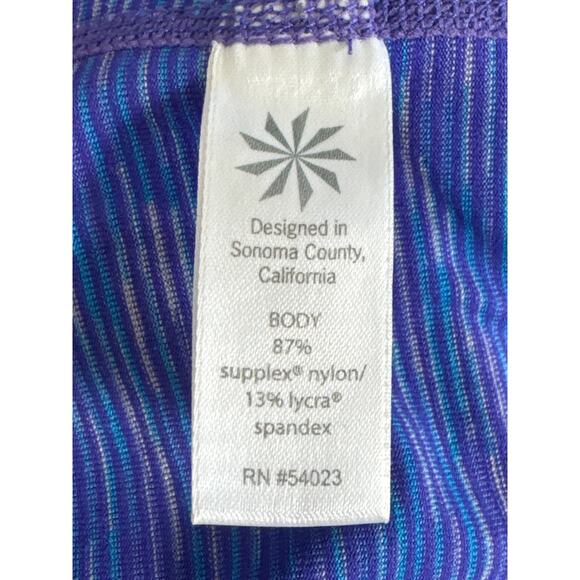 Designed in
Sonoma County,
California
BODY
87%
supplex® nylon/
13% lycra®
spandex
RN #54023